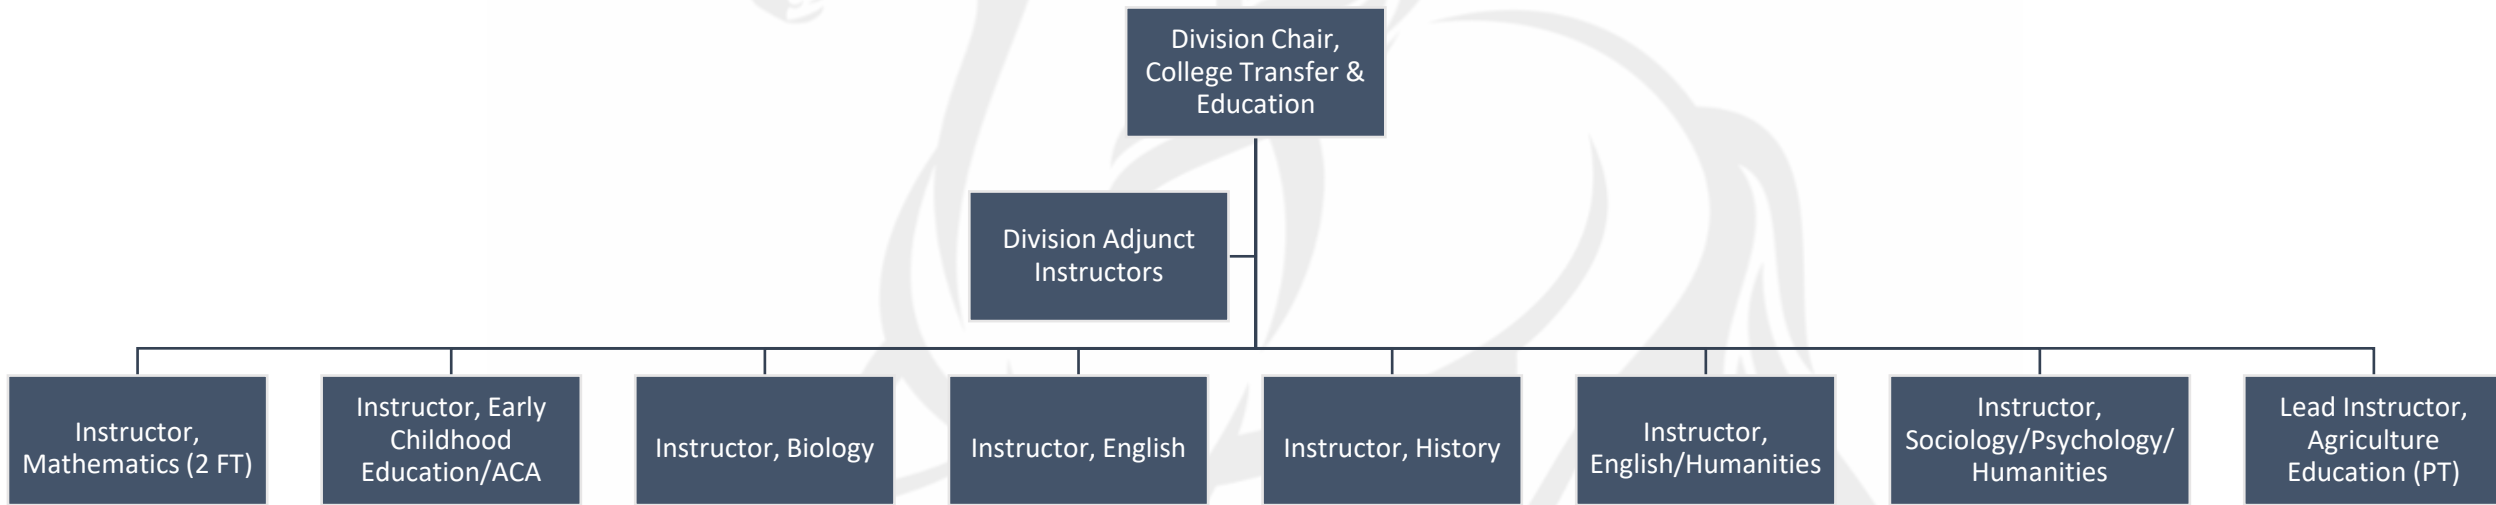 Division Chair,
College Transfer &
Education
Division Adjunct
Instructors
Instructor,
Mathematics (2 FT)
Instructor, Early
Childhood
Education/ACA
Instructor, Biology
Instructor, English
Instructor, History
Instructor,
English/Humanities
Instructor,
Sociology/Psychology/
Humanities
Lead Instructor,
Agriculture
Education (PT)